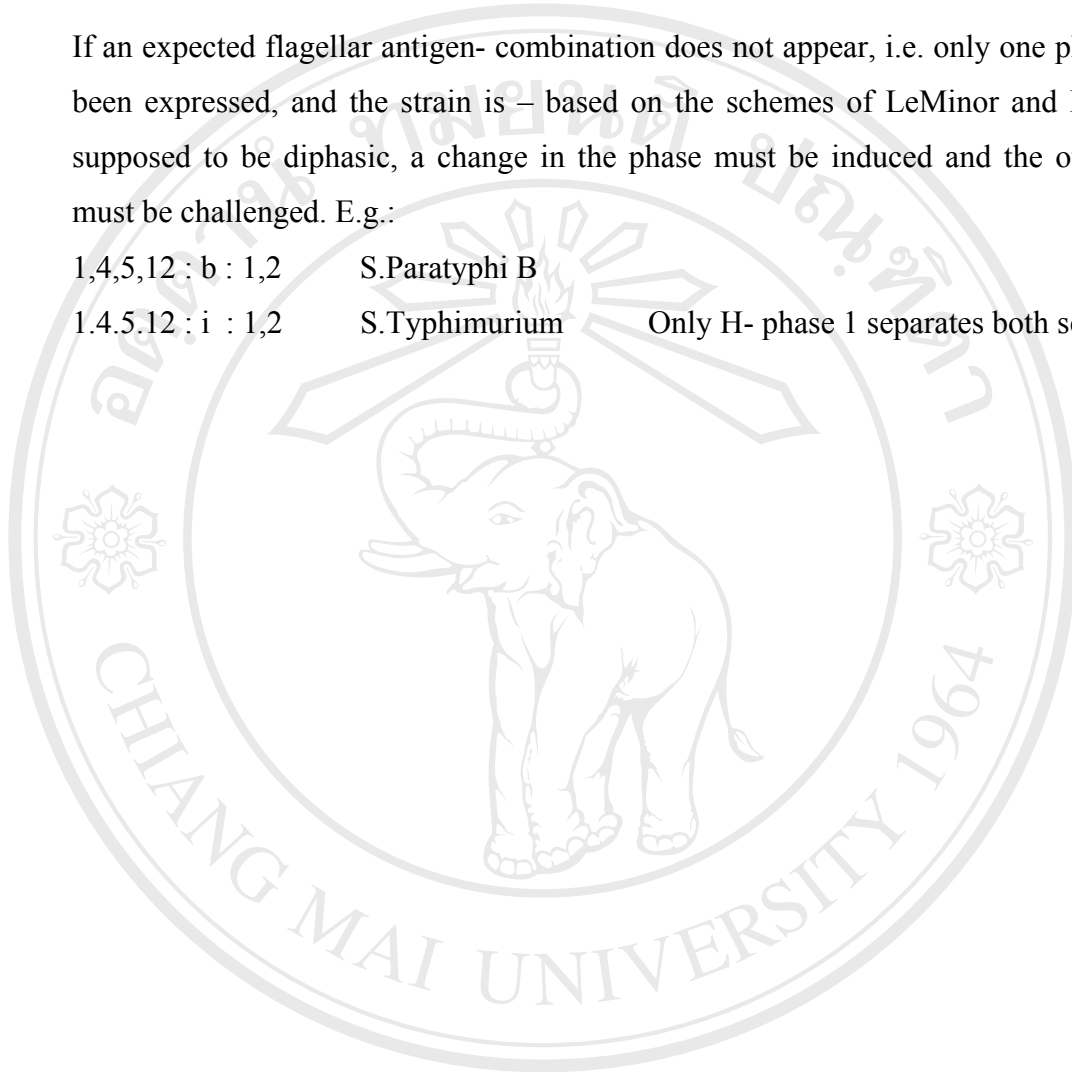 If an expected flagellar antigen- combination does not appear, i.e. only one
been expressed, and the strain is – based on the schemes of LeMinor and
supposed to be diphasic, a change in the phase must be induced and the
must be challenged. E.g.:
1,4,5,12 : b : 1,2 S.Paratyphi B
1.4.5.12 : i : 1,2 S.Typhimurium Only H- phase 1 separates both
CHIANG MAI UNIVERSITY 1964